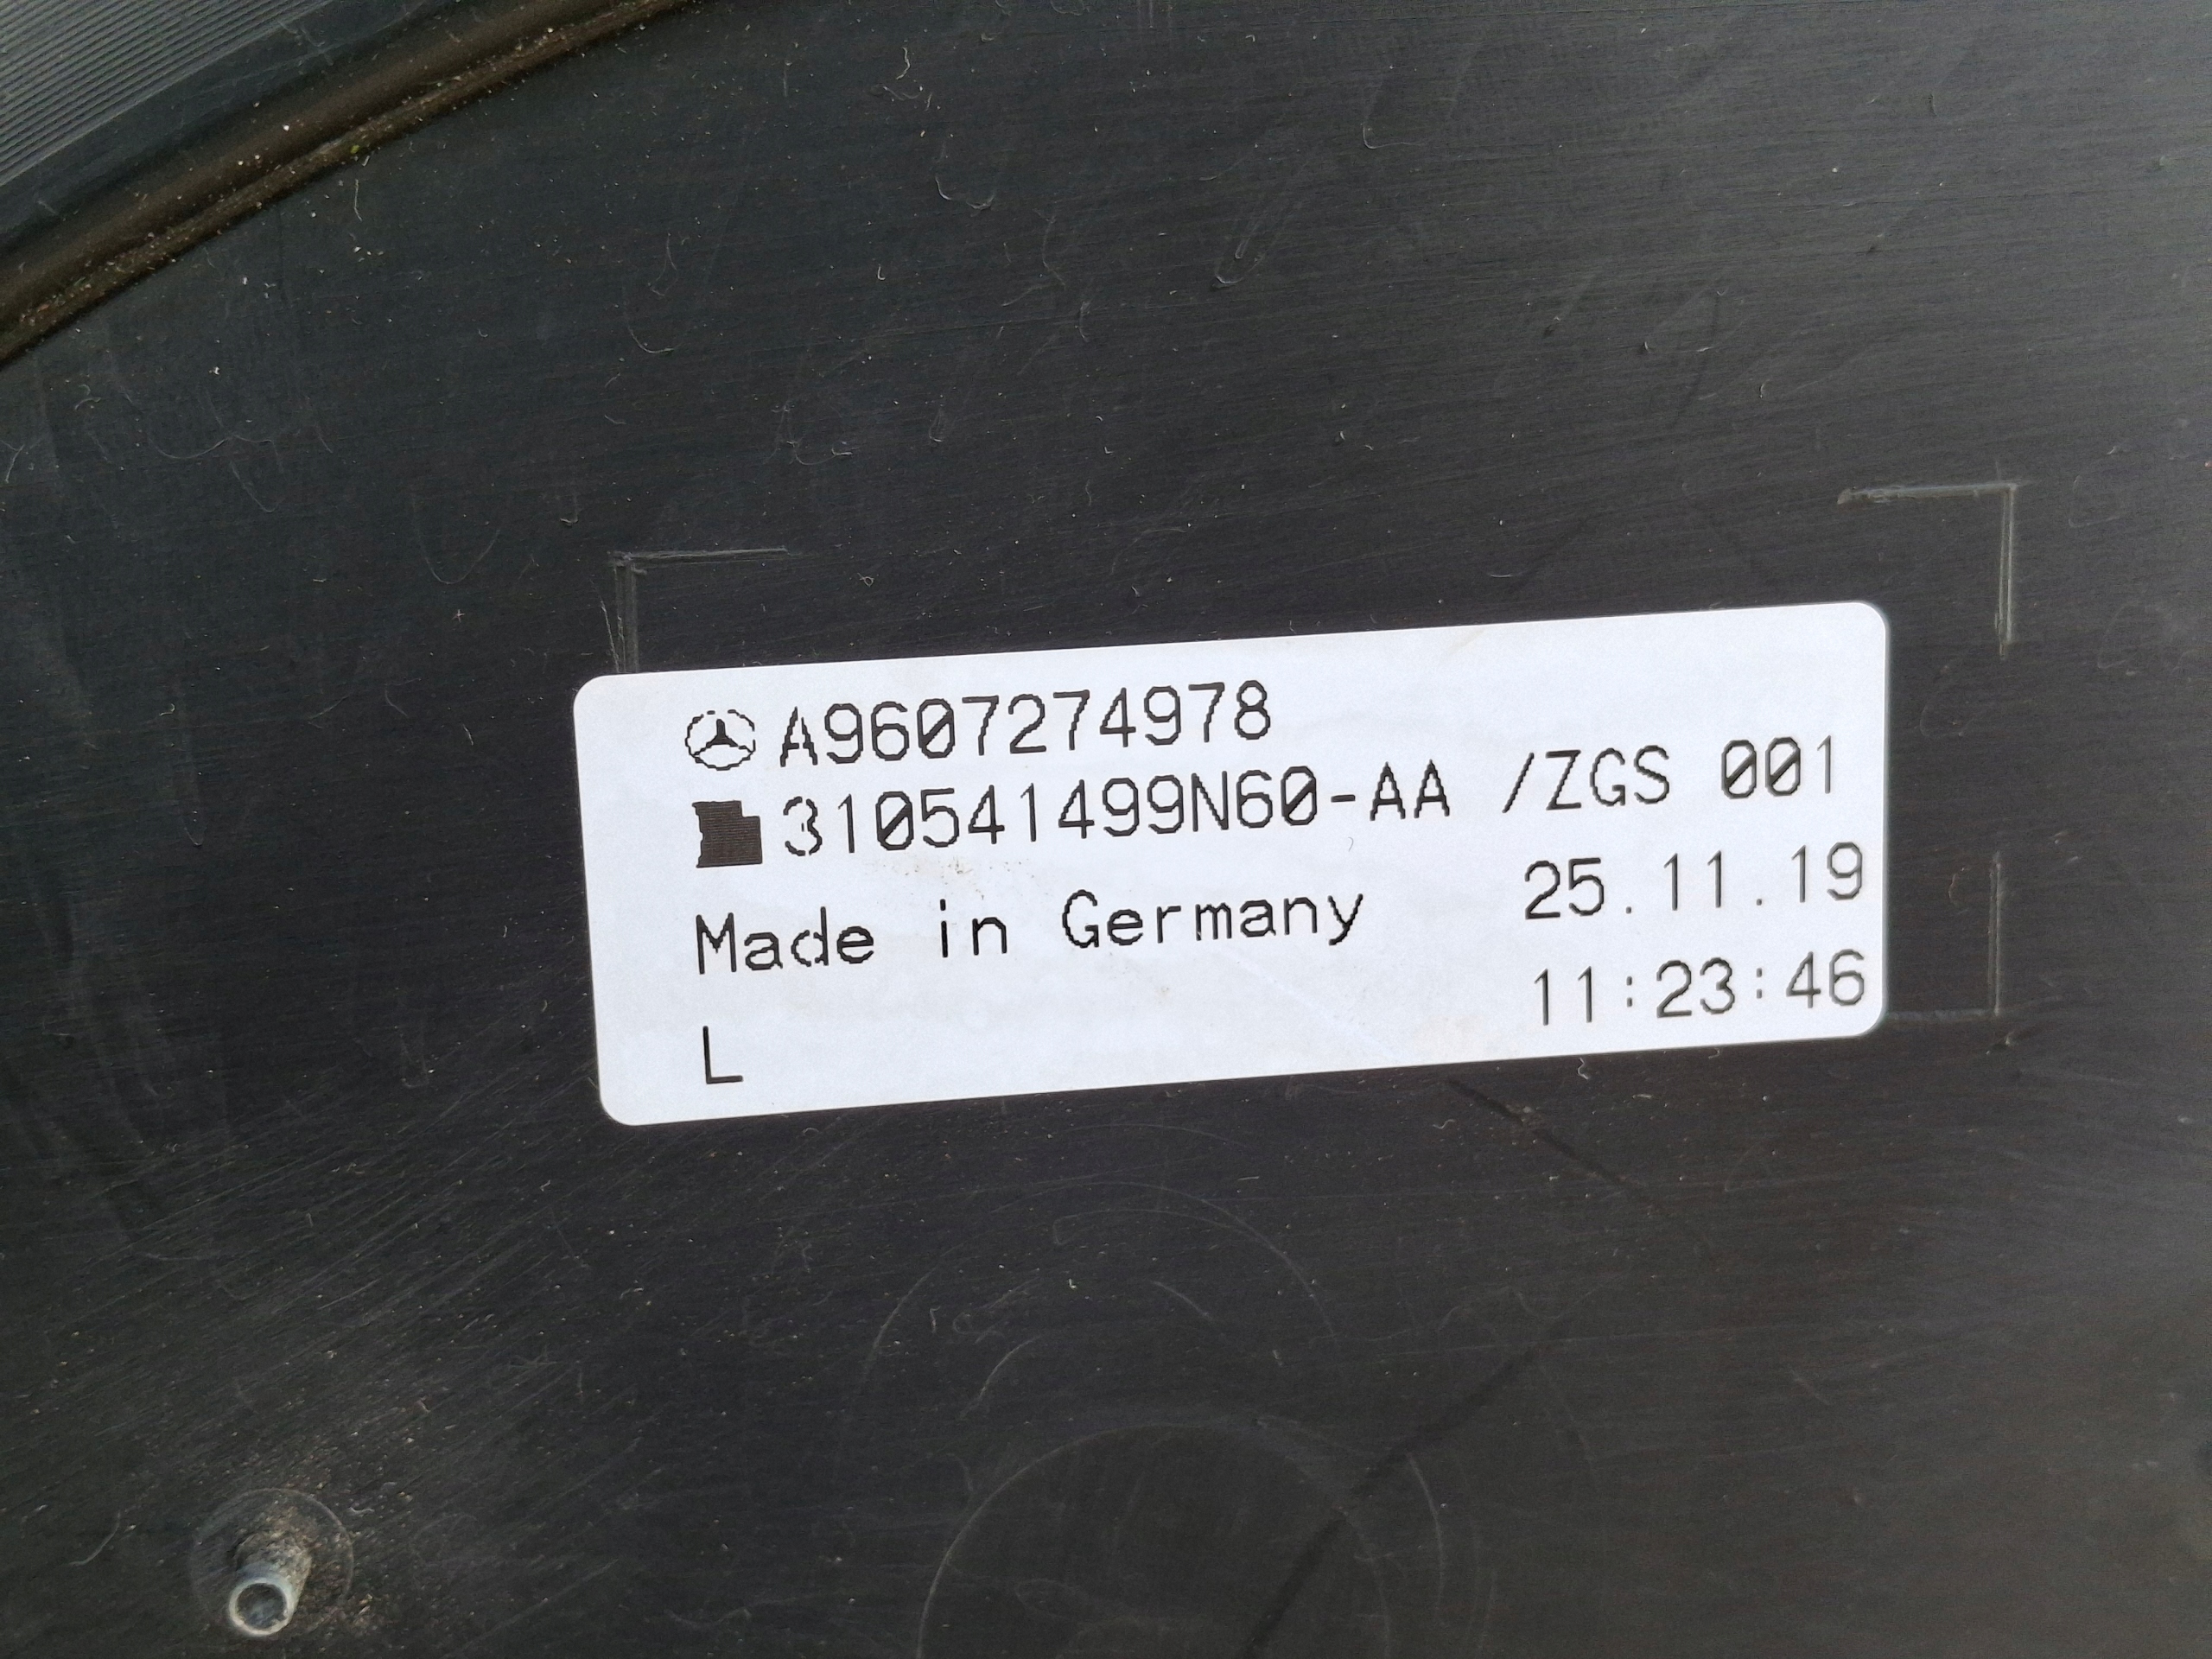 A9607274978
310541499N60-AA /ZGS 001
Made in Germany 25.11.19
11:23:46
L